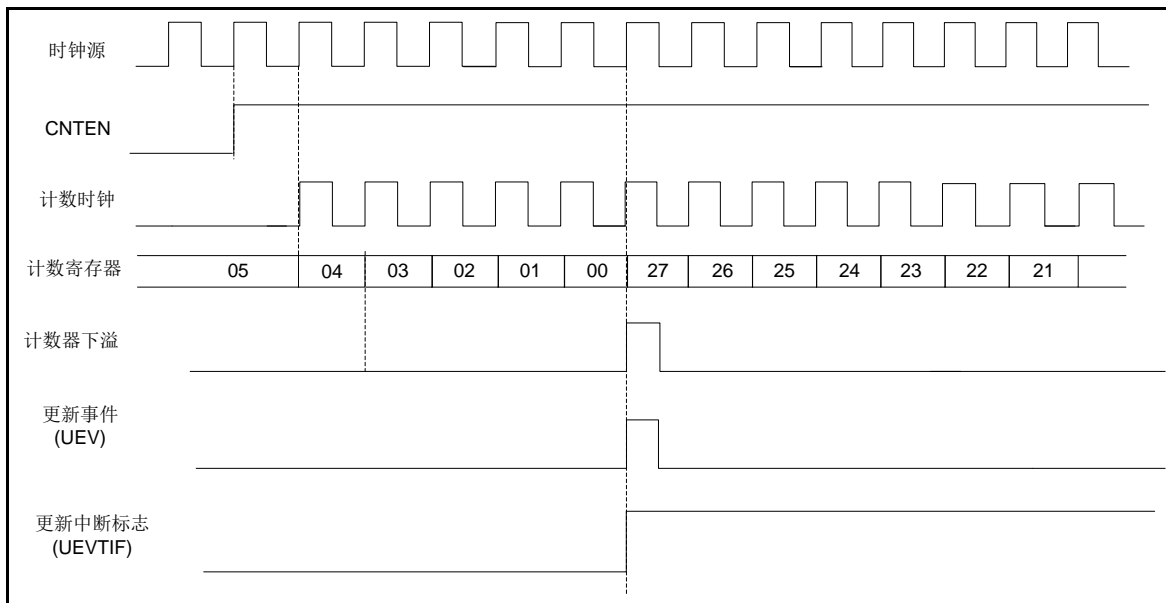 时钟源
CNTEN
计数时钟
计数寄存器 05 04 03 02 01 00 27 26 25 24 23 22 21
计数器下溢
更新事件
(UEV)
更新中断标志
(UEVTIF)